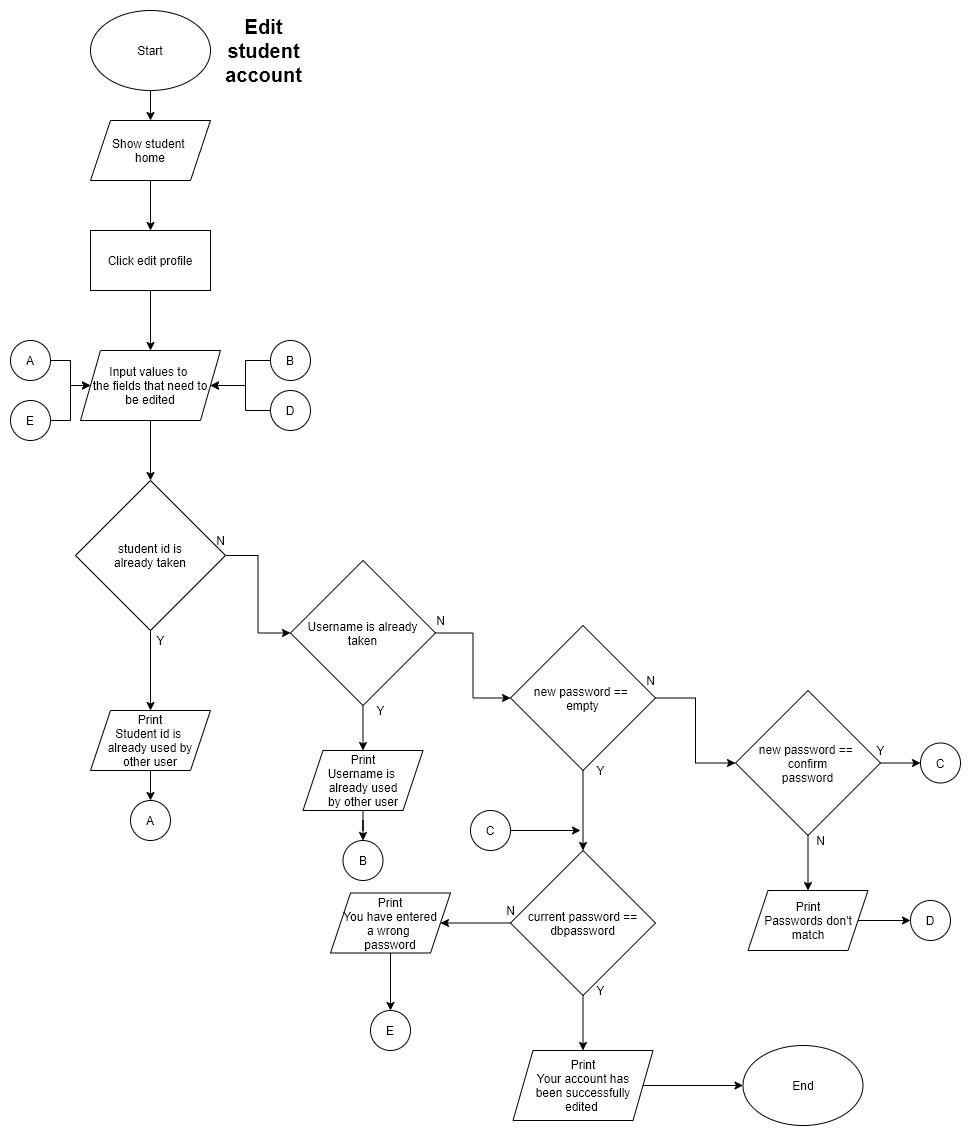 Edit
student
account
Start
Show student
home
Click edit profile
A
Input values to
the fields that need to
be edited
B
E
D
student id is
already taken
N
Y
Username is already
taken
N
Y
new password ==
empty
N
Y
new password ==
confirm
password
Y
C
N
Print
Student id is
already used by
other user
A
Print
Username is
already used
by other user
B
C
Print
You have entered
a wrong
password
N
current password ==
dbpassword
Y
Print
Passwords don't
match
D
E
Print
Your account has
been successfully
edited
End